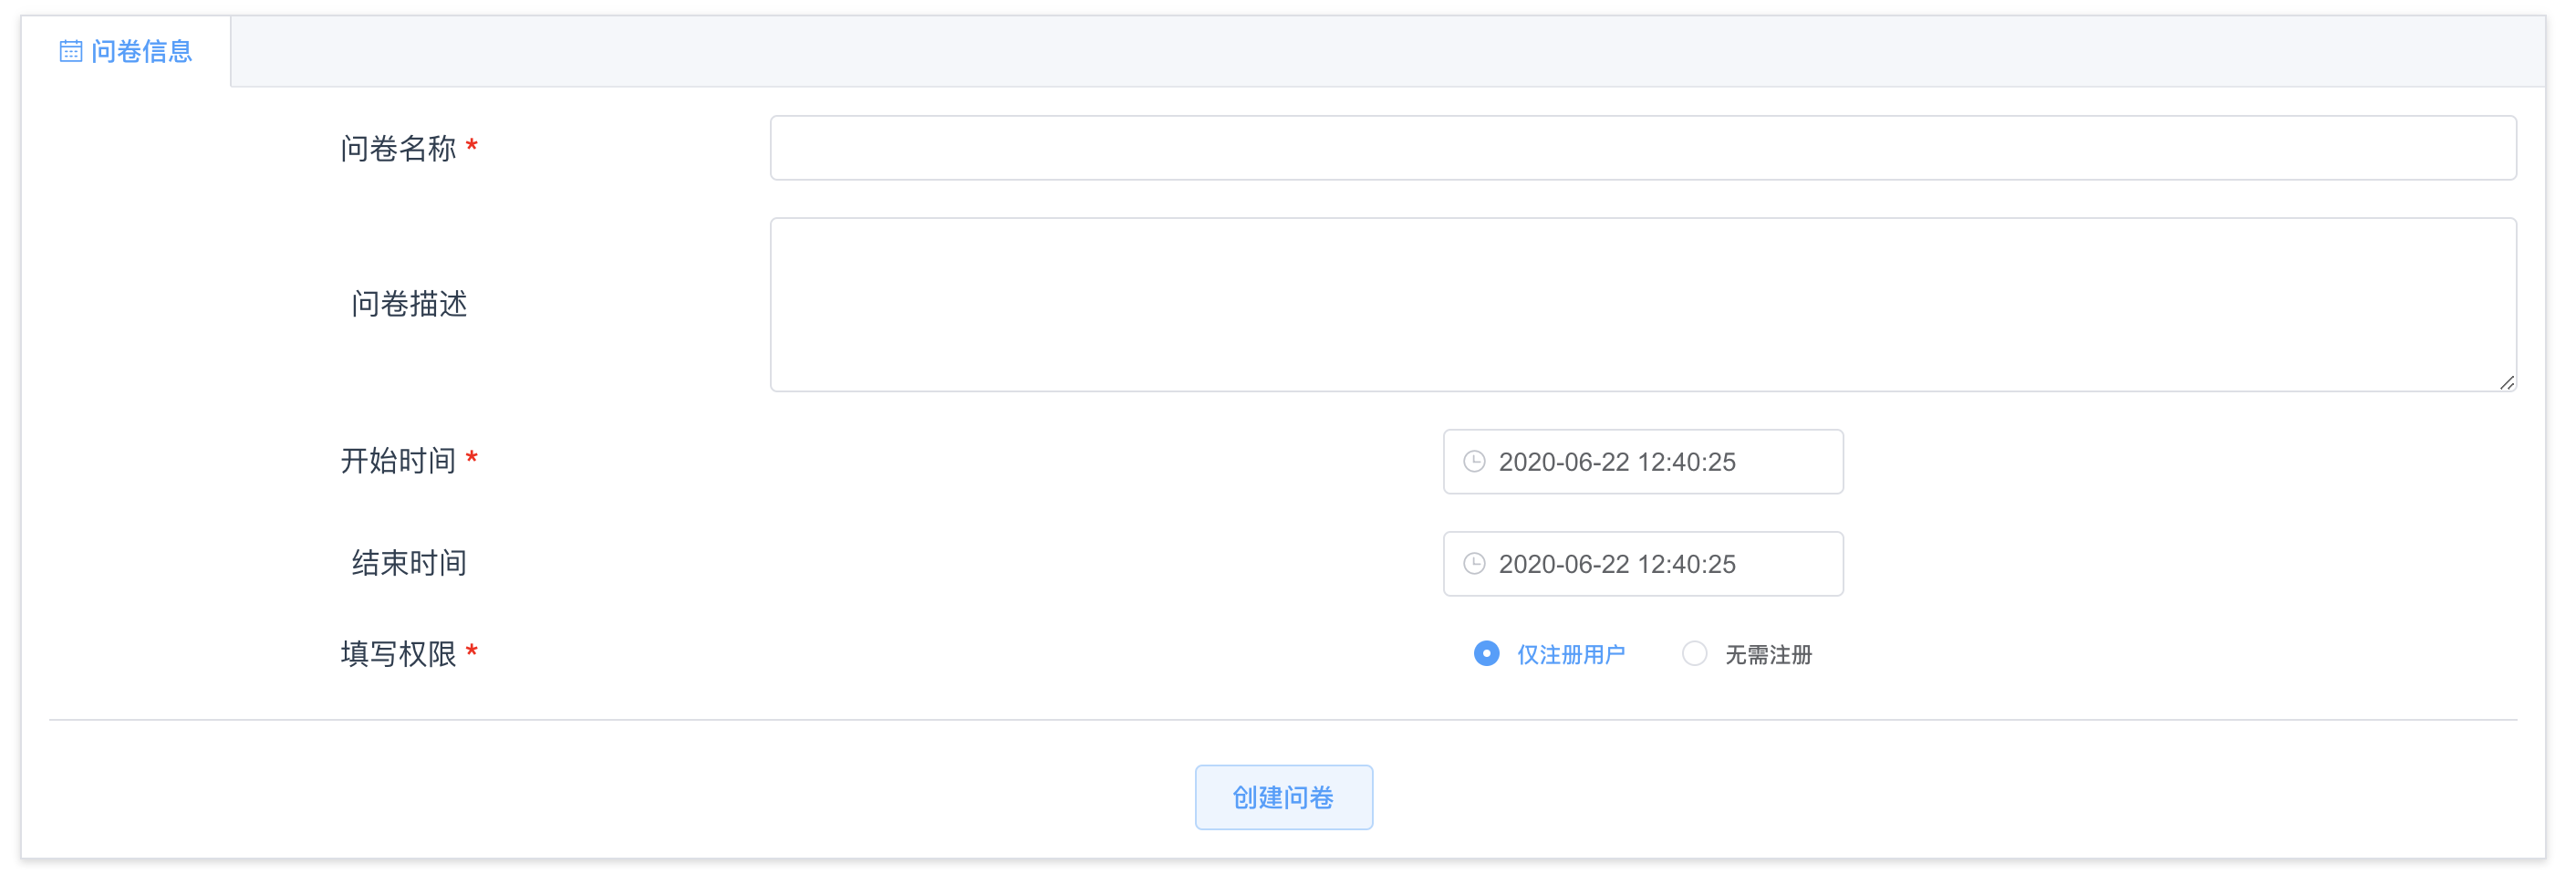 问卷信息
问卷名称 *
问卷描述
开始时间 * 2020-06-22 12:40:25
结束时间 2020-06-22 12:40:25
填写权限 * 仅注册用户 无需注册
创建问卷